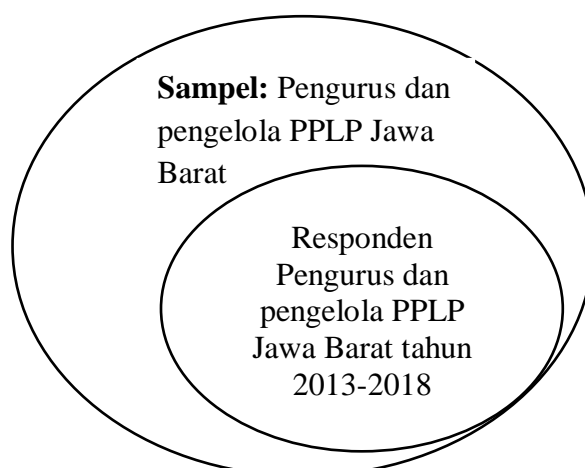 Sampel: Pengurus dan
pengelola PPLP Jawa
Barat
Responden
Pengurus dan
pengelola PPLP
Jawa Barat tahun
2013-2018